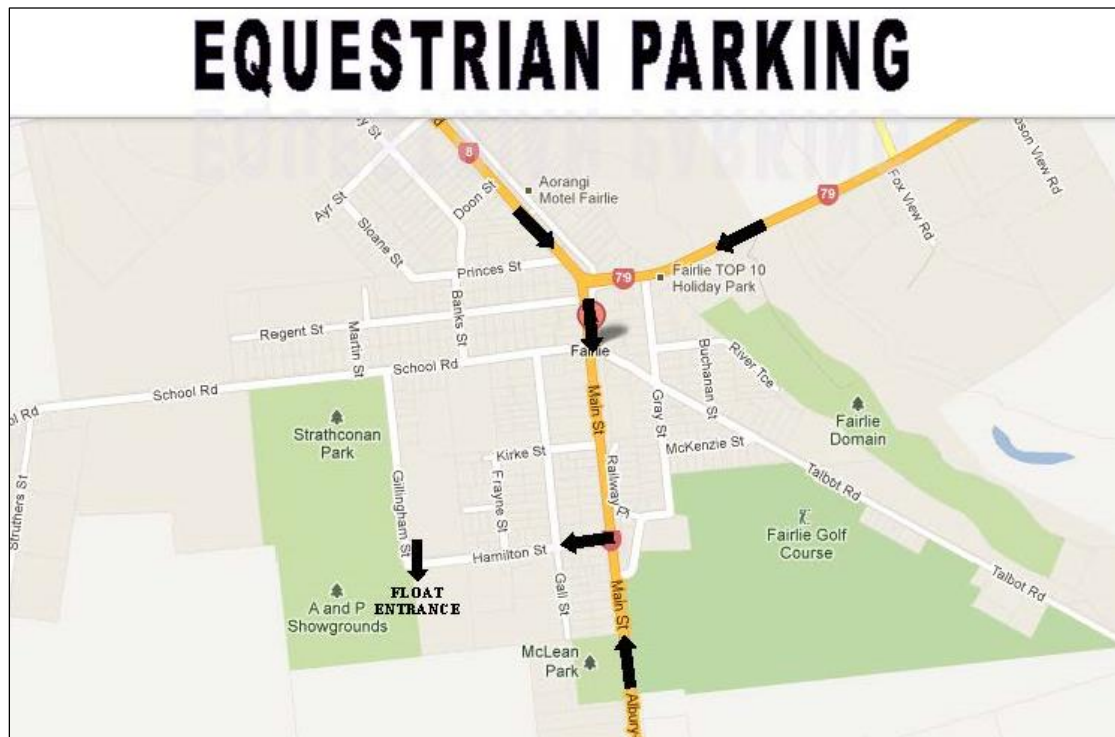 EQUESTRIAN PARKING
8
79
Aorangi
Motel Fairlie
Doon St
Ayr St
Sloane St
Princes St
Banks St
79
Fairlie TOP 10
Holiday Park
Fox View Rd
son View Rd
Regent St
Martin St
School Rd
School Rd
Fairlie
Main St
Gray St
Buchanan St
River Tce
McKenzie St
Fairlie
Domain
Talbot Rd
Talbot Rd
Strathconan
Park
Kirke St
Frayne St
Railway Pl
Gillingham St
Hamilton St
Struthers St
Fairlie Golf
Course
FLOAT
ENTRANCE
A and P
Showgrounds
Gall St
Main St
McLean
Park
Albury